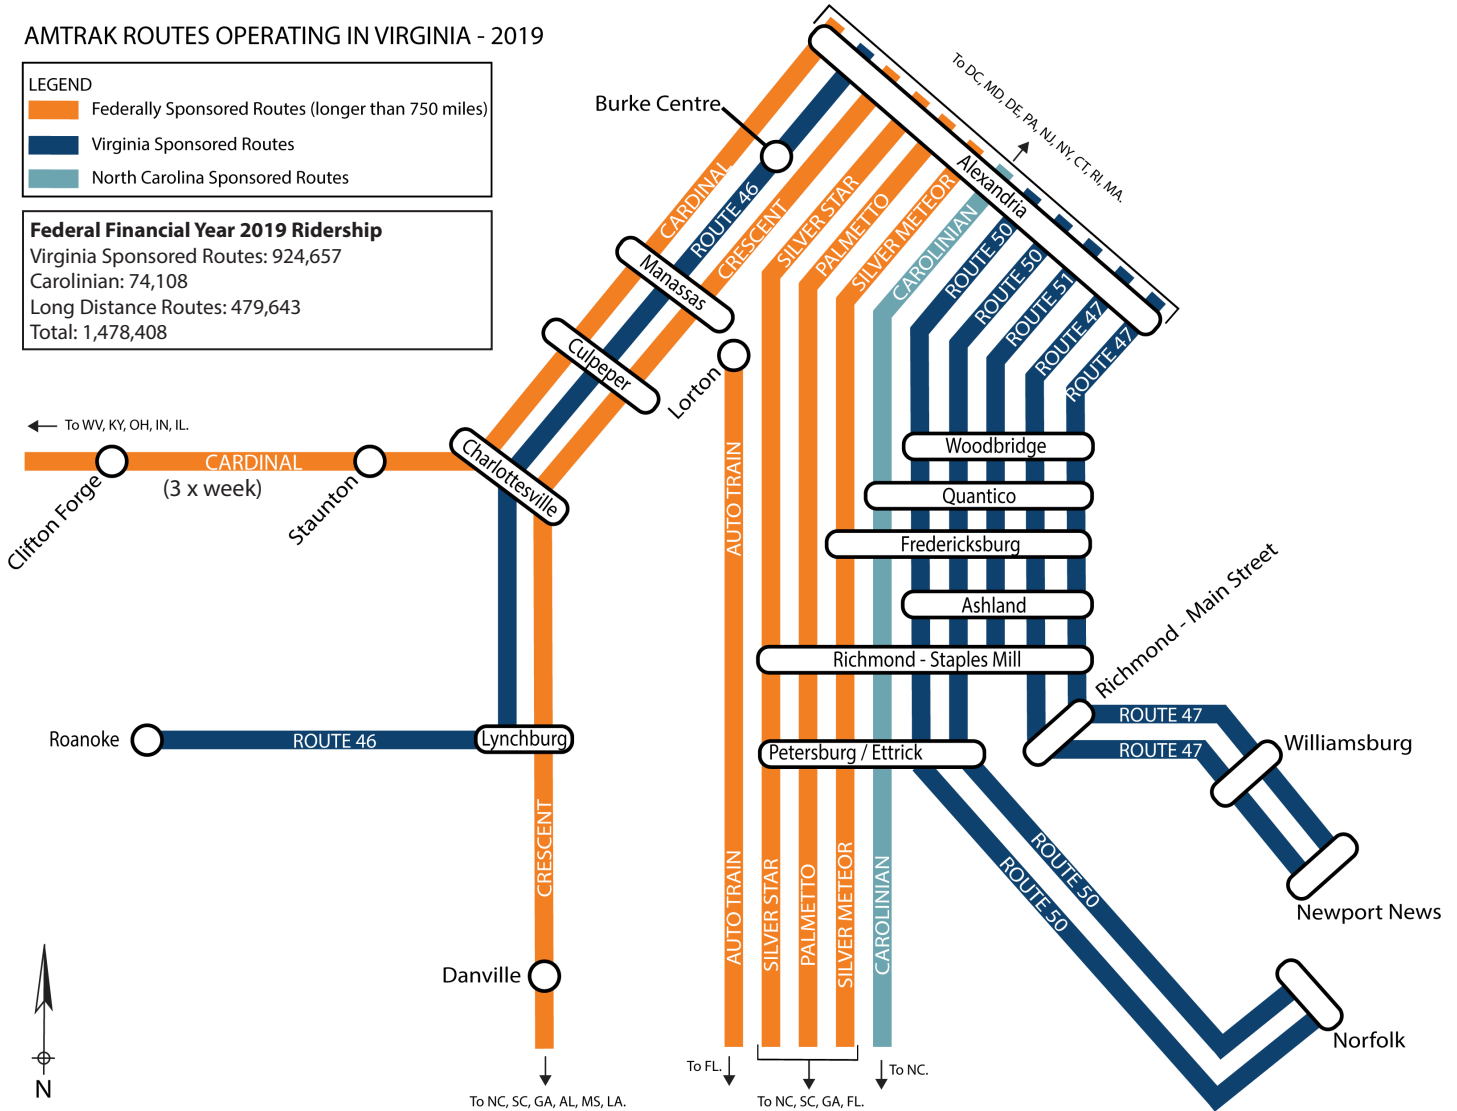 AMTRAK ROUTES OPERATING IN VIRGINIA - 2019
LEGEND
Federally Sponsored Routes (longer than 750 miles)
Virginia Sponsored Routes
North Carolina Sponsored Routes
Federal Financial Year 2019 Ridership
Virginia Sponsored Routes: 924,657
Carolinian: 74,108
Long Distance Routes: 479,643
Total: 1,478,408
Burke Centre
To DC, MD, DE, PA, NJ, NY, CT, RI, MA.
Alexandria
CARDINAL
ROUTE 46
CRESCENT
SILVER STAR
PALMETTO
SILVER METEOR
CAROLINIAN
ROUTE 50
ROUTE 50
ROUTE 51
ROUTE 47
ROUTE 47
Manassas
Culpeper
Lorton
Charlottesville
To WV, KY, OH, IN, IL.
CARDINAL
(3 x week)
Clifton Forge
Staunton
AUTO TRAIN
Woodbridge
Quantico
Fredericksburg
Ashland
Richmond - Staples Mill
Richmond - Main Street
Roanoke
ROUTE 46
Lynchburg
Petersburg / Ettrick
ROUTE 47
ROUTE 47
Williamsburg
Newport News
CRESCENT
AUTO TRAIN
SILVER STAR
PALMETTO
SILVER METEOR
CAROLINIAN
ROUTE 50
ROUTE 50
Danville
Norfolk
N
To NC, SC, GA, AL, MS, LA.
To FL.
To NC, SC, GA, FL.
To NC.